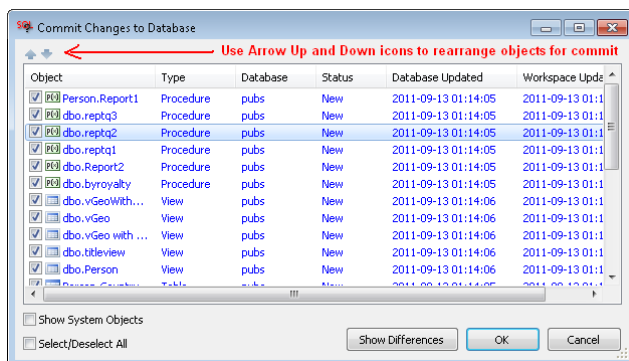 Commit Changes to Database
Use Arrow Up and Down icons to rearrange objects for commit
Object Type Database Status Database Updated Workspace Upda
Person.Report1 Procedure pubs New 2011-09-13 01:14:05 2011-09-13 01:1
dbo.reptq3 Procedure pubs New 2011-09-13 01:14:05 2011-09-13 01:1
dbo.reptq2 Procedure pubs New 2011-09-13 01:14:05 2011-09-13 01:1
dbo.reptq1 Procedure pubs New 2011-09-13 01:14:05 2011-09-13 01:1
dbo.Report2 Procedure pubs New 2011-09-13 01:14:05 2011-09-13 01:1
dbo.byroyalty Procedure pubs New 2011-09-13 01:14:05 2011-09-13 01:1
dbo.vGeoWith... View pubs New 2011-09-13 01:14:06 2011-09-13 01:1
dbo.vGeo View pubs New 2011-09-13 01:14:06 2011-09-13 01:1
dbo.vGeo with ... View pubs New 2011-09-13 01:14:06 2011-09-13 01:1
dbo.titleview View pubs New 2011-09-13 01:14:06 2011-09-13 01:1
dbo.Person View pubs New 2011-09-13 01:14:06 2011-09-13 01:1
Person.Country Table pubs New
Show System Objects
Select/Deselect All
Show Differences OK Cancel